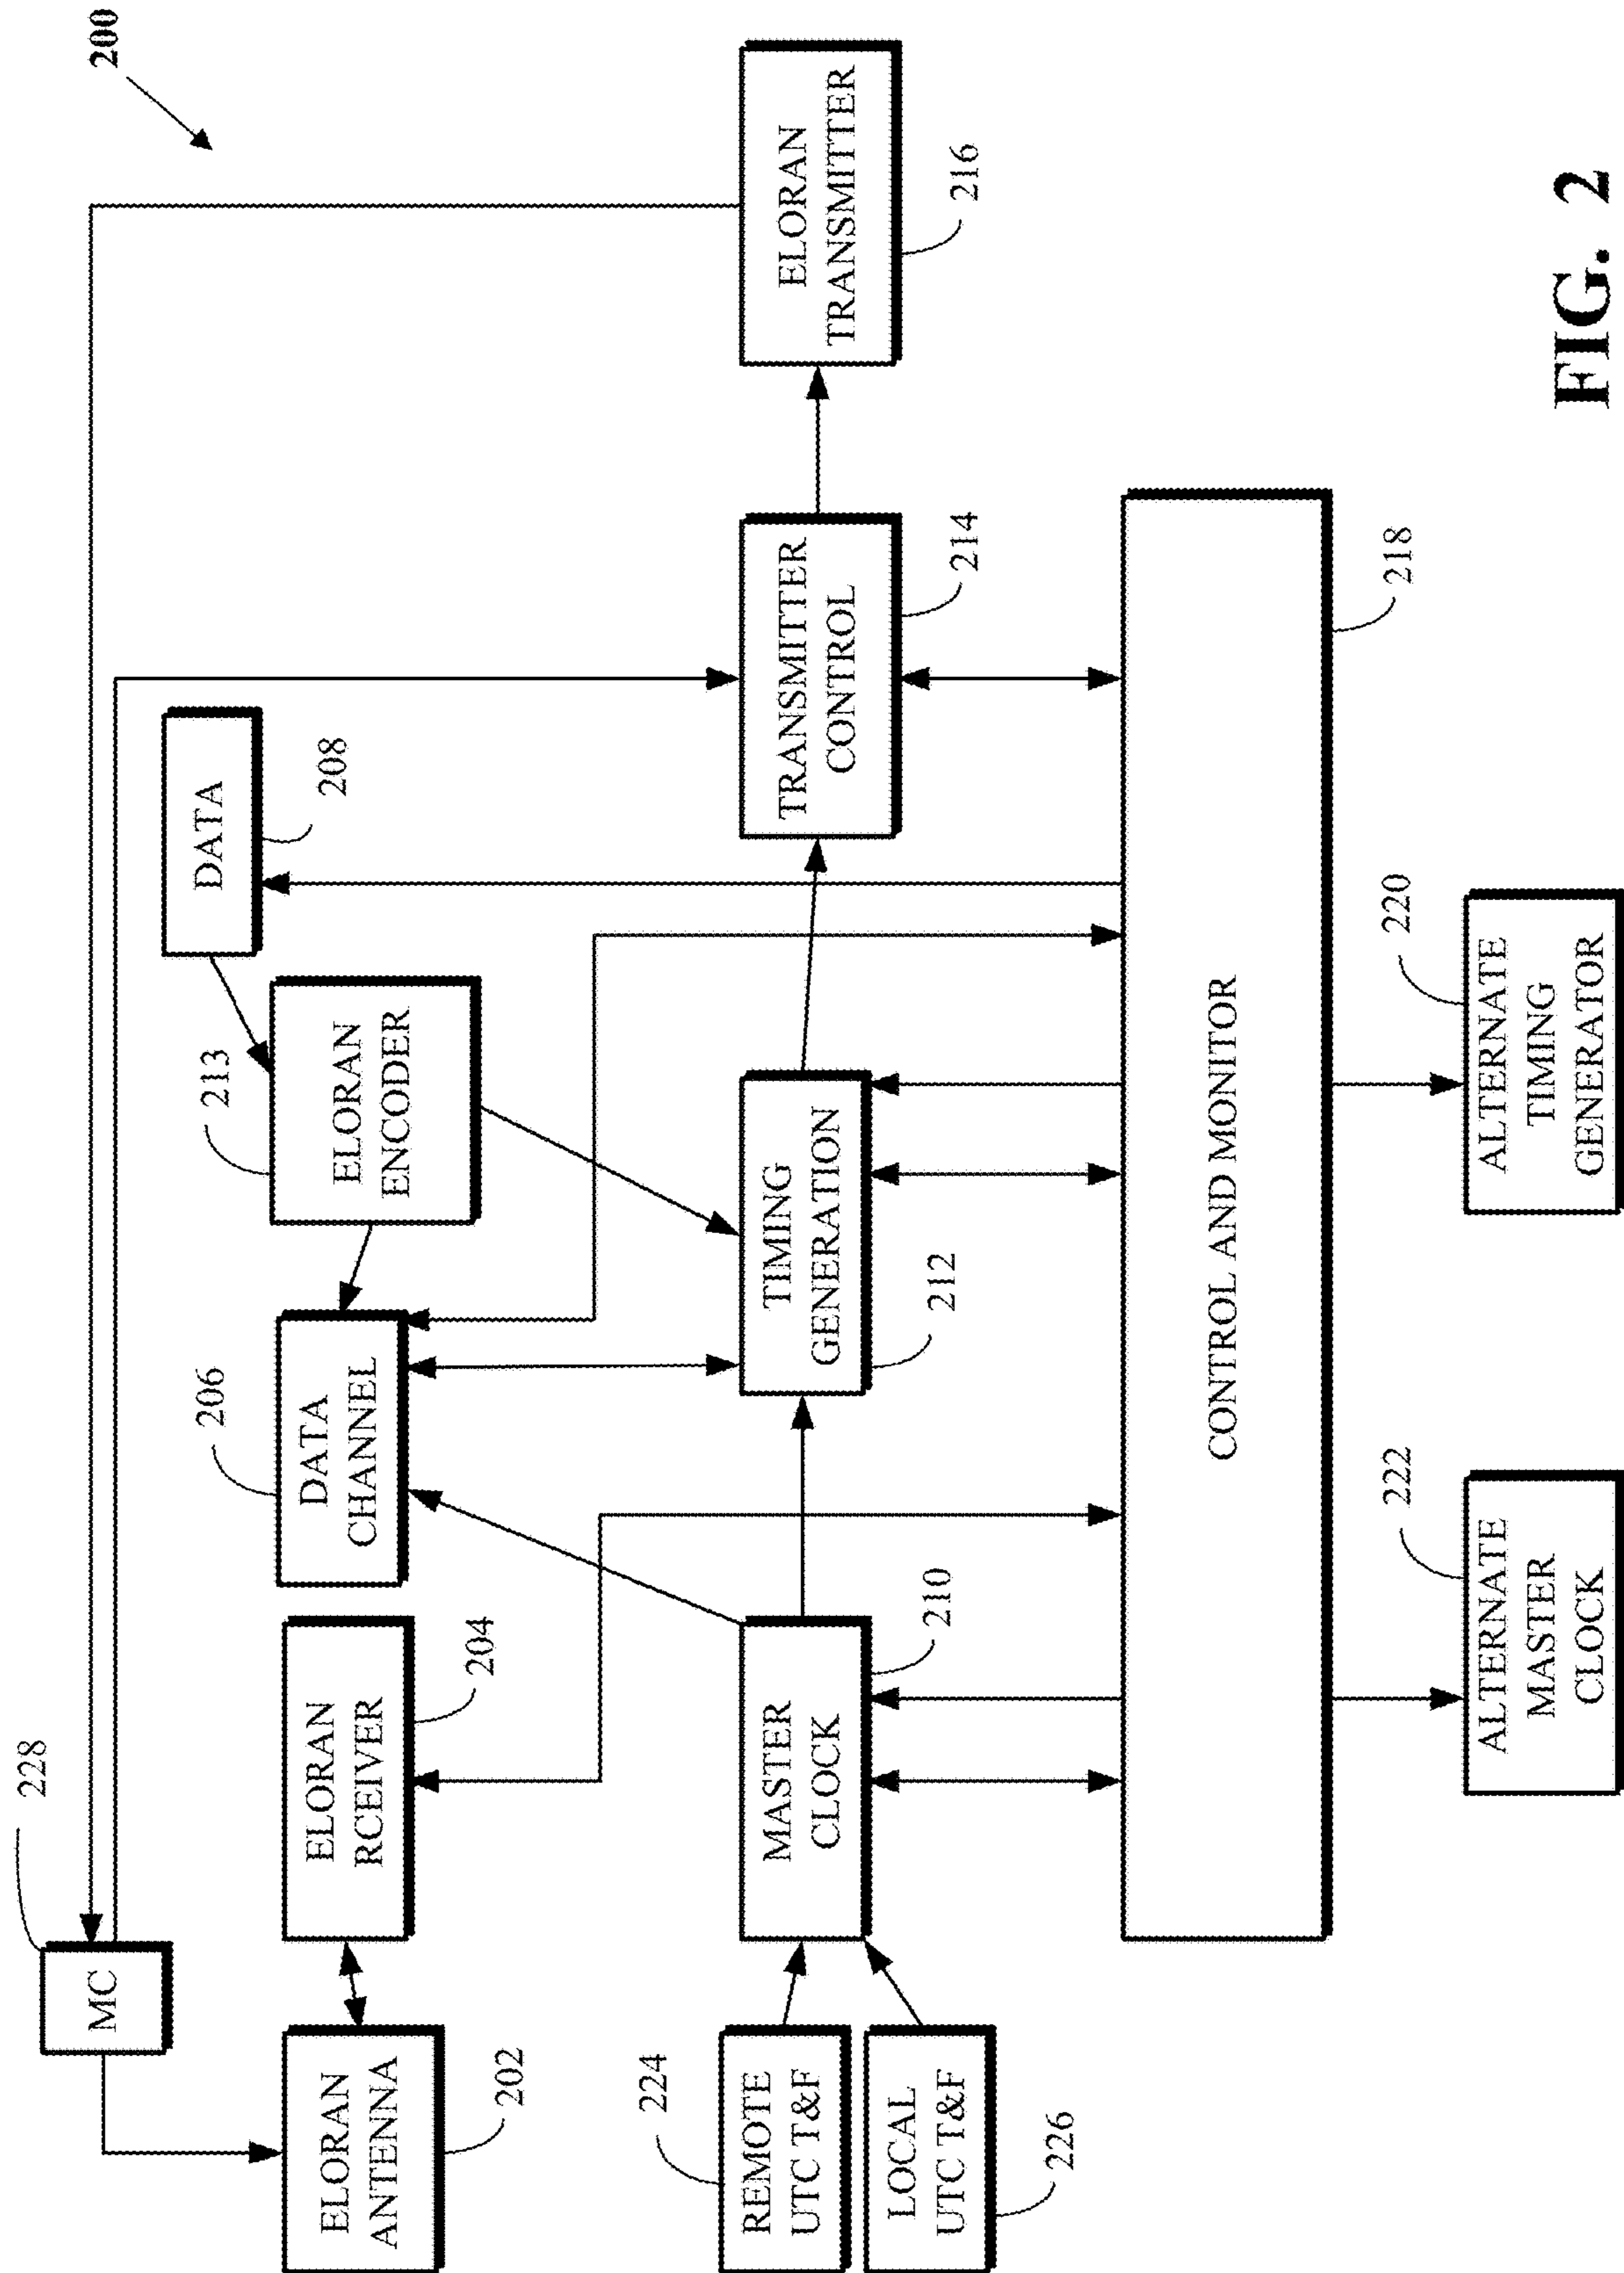 200
228
MC
DATA
208
213
ELORAN
ENCODER
206
DATA
CHANNEL
ELORAN
RCEIVER
204
ELORAN
ANTENNA
202
224
REMOTE
UTC T&F
LOCAL
UTC T&F
226
MASTER
CLOCK
210
TIMING
GENERATION
212
TRANSMITTER
CONTROL
214
ELORAN
TRANSMITTER
216
CONTROL AND MONITOR
218
222
ALTERNATE
MASTER
CLOCK
220
ALTERNATE
TIMING
GENERATOR
FIG. 2